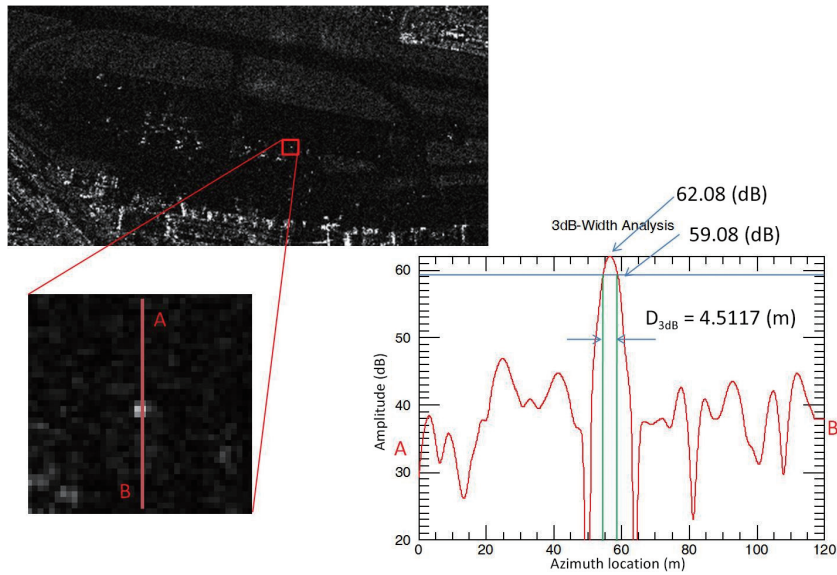 62.08 (dB)
3dB-Width Analysis
59.08 (dB)
60
50
40
30
20
Amplitude (dB)
D3dB = 4.5117 (m)
A
B
0
20
40
60
80
100
120
Azimuth location (m)
A
B